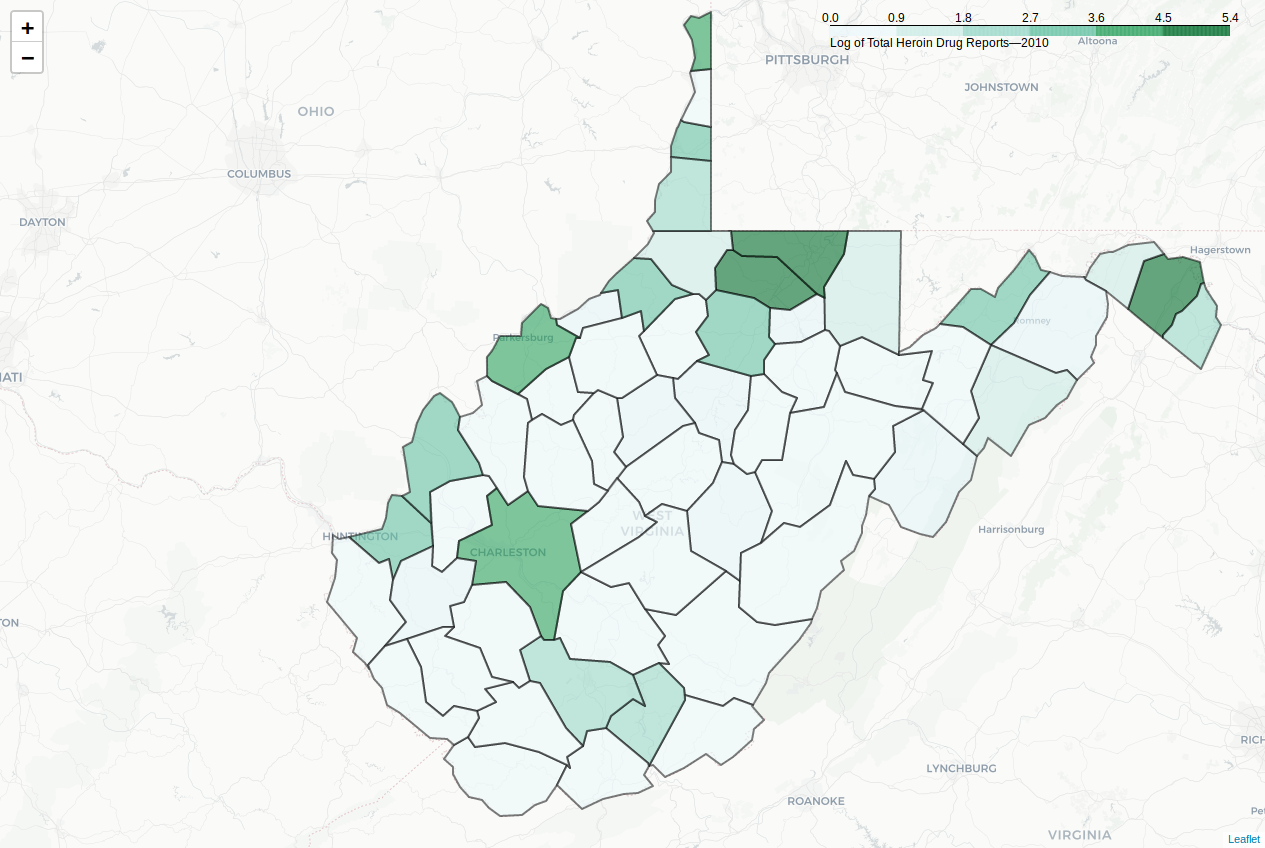 +
−
0.0 0.9 1.8 2.7 3.6 4.5 5.4
Log of Total Heroin Drug Reports—2010
Altoona
PITTSBURGH
JOHNSTOWN
OHIO
COLUMBUS
DAYTON
Hagerstown
Romney
Parkersburg
ATI
WEST
VIRGINIA
Harrisonburg
HUNTINGTON
CHARLESTON
ON
RICH
LYNCHBURG
ROANOKE
Pet
VIRGINIA
Leaflet